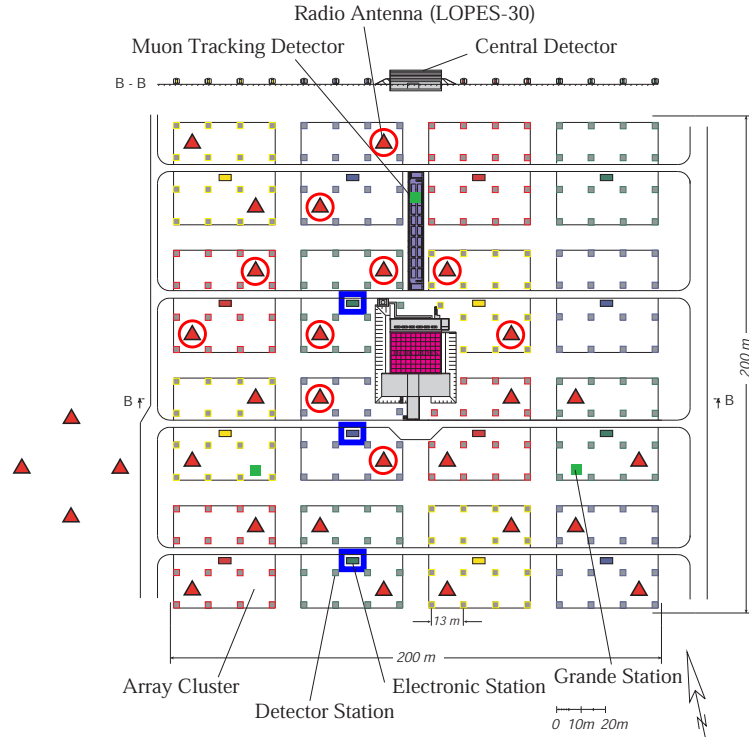 Radio Antenna (LOPES-30)
Muon Tracking Detector
Central Detector
B - B
200 m
B
B
13 m
200 m
Array Cluster
Electronic Station
Grande Station
Detector Station
0 10m 20m